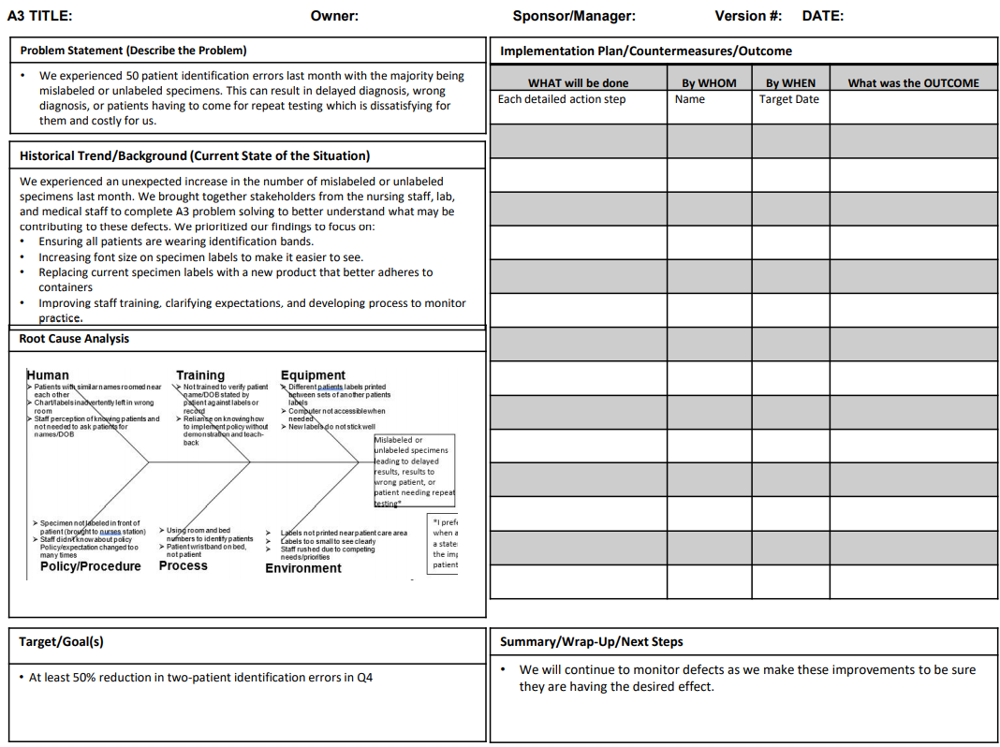 A3 TITLE: Owner: Sponsor/Manager: Version #: DATE:
Problem Statement (Describe the Problem)
• We experienced 50 patient identification errors last month with the majority being
mislabeled or unlabeled specimens. This can result in delayed diagnosis, wrong
diagnosis, or patients having to come for repeat testing which is dissatisfying for
them and costly for us.
Historical Trend/Background (Current State of the Situation)
We experienced an unexpected increase in the number of mislabeled or unlabeled
specimens last month. We brought together stakeholders from the nursing staff, lab,
and medical staff to complete A3 problem solving to better understand what may be
contributing to these defects. We prioritized our findings to focus on:
• Ensuring all patients are wearing identification bands.
• Increasing font size on specimen labels to make it easier to see.
• Replacing current specimen labels with a new product that better adheres to
containers
• Improving staff training, clarifying expectations, and developing process to monitor
practice.
Root Cause Analysis
Human
➢ Patients with similar names roomed near
each other
➢ Chart/labels inadvertently left in wrong
room
➢ Staff perception of knowing patients and
not needed to ask patients for
names/DOB
Training
➢ Not trained to verify patient
name/DOB stated by
patient against labels or
record
➢ Reliance on knowing how
to implement policy without
demonstration and teach-
back
Equipment
➢ Different patients labels printed
between sets of another patients
labels
➢ Computer not accessible when
needed
➢ New labels do not stick well
Mislabeled or
unlabeled specimens
leading to delayed
results, results to
wrong patient, or
patient needing repeat
testing*
*I prefe
when a
a state
the imp
patient
➢ Specimen not labeled in front of
patient (brought to nurses station)
➢ Staff didn't know about policy
Policy/expectation changed too
many times
Policy/Procedure
➢ Using room and bed
numbers to identify patients
➢ Patient wristband on bed,
not patient
Process
➢ Labels not printed near patient care area
➢ Labels too small to see clearly
➢ Staff rushed due to competing
needs/priorities
Environment
Target/Goal(s)
• At least 50% reduction in two-patient identification errors in Q4
Implementation Plan/Countermeasures/Outcome
WHAT will be done By WHOM By WHEN What was the OUTCOME
Each detailed action step Name Target Date
Summary/Wrap-Up/Next Steps
• We will continue to monitor defects as we make these improvements to be sure
they are having the desired effect.